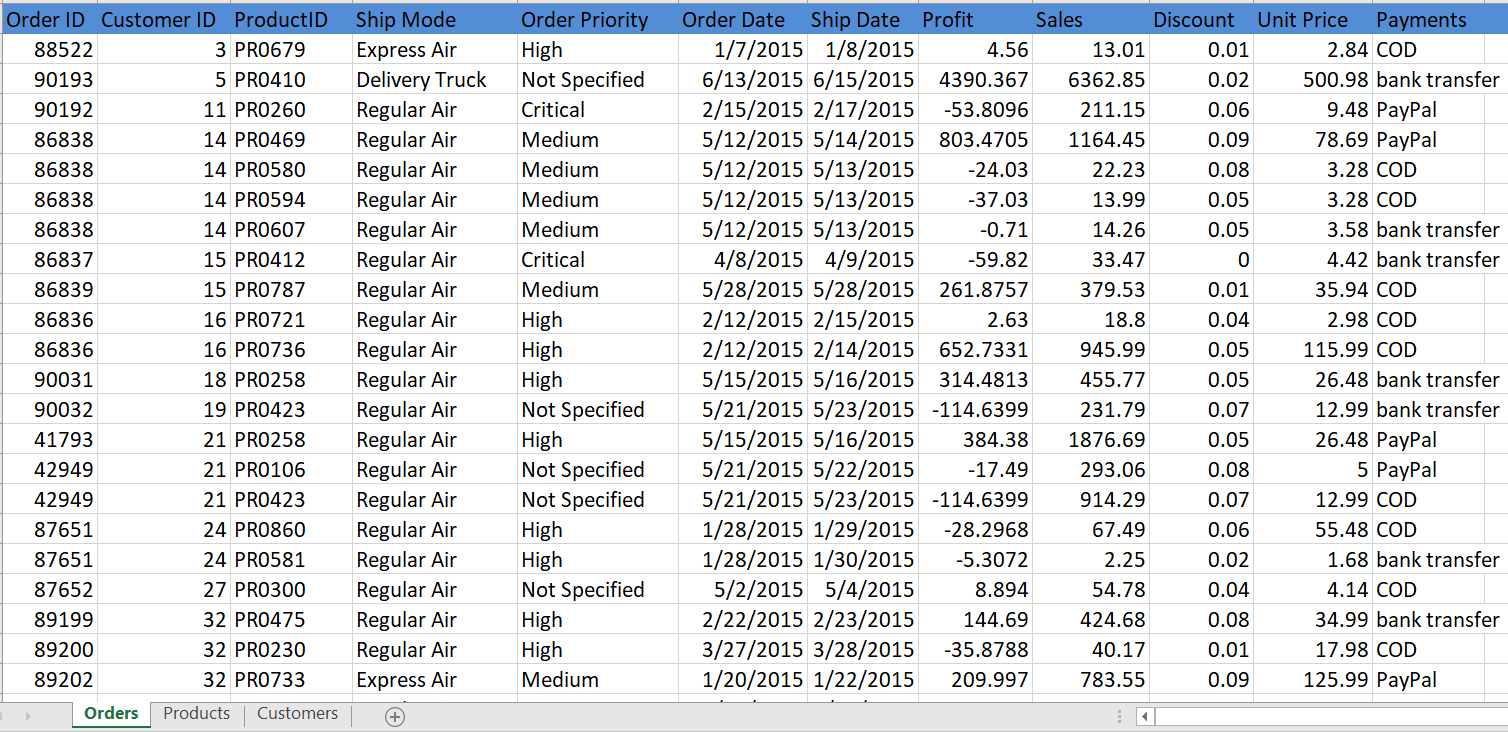 Order ID Customer ID ProductID Ship Mode Order Priority Order Date Ship Date Profit Sales Discount Unit Price Payments
88522 3 PR0679 Express Air High 1/7/2015 1/8/2015 4.56 13.01 0.01 2.84 COD
90193 5 PR0410 Delivery Truck Not Specified 6/13/2015 6/15/2015 4390.367 6362.85 0.02 500.98 bank transfer
90192 11 PR0260 Regular Air Critical 2/15/2015 2/17/2015 -53.8096 211.15 0.06 9.48 PayPal
86838 14 PR0469 Regular Air Medium 5/12/2015 5/14/2015 803.4705 1164.45 0.09 78.69 PayPal
86838 14 PR0580 Regular Air Medium 5/12/2015 5/13/2015 -24.03 22.23 0.08 3.28 COD
86838 14 PR0594 Regular Air Medium 5/12/2015 5/13/2015 -37.03 13.99 0.05 3.28 COD
86838 14 PR0607 Regular Air Medium 5/12/2015 5/13/2015 -0.71 14.26 0.05 3.58 bank transfer
86837 15 PR0412 Regular Air Critical 4/8/2015 4/9/2015 -59.82 33.47 0 4.42 bank transfer
86839 15 PR0787 Regular Air Medium 5/28/2015 5/28/2015 261.8757 379.53 0.01 35.94 COD
86836 16 PR0721 Regular Air High 2/12/2015 2/15/2015 2.63 18.8 0.04 2.98 COD
86836 16 PR0736 Regular Air High 2/12/2015 2/14/2015 652.7331 945.99 0.05 115.99 COD
90031 18 PR0258 Regular Air High 5/15/2015 5/16/2015 314.4813 455.77 0.05 26.48 bank transfer
90032 19 PR0423 Regular Air Not Specified 5/21/2015 5/23/2015 -114.6399 231.79 0.07 12.99 bank transfer
41793 21 PR0258 Regular Air High 5/15/2015 5/16/2015 384.38 1876.69 0.05 26.48 PayPal
42949 21 PR0106 Regular Air Not Specified 5/21/2015 5/22/2015 -17.49 293.06 0.08 5 PayPal
42949 21 PR0423 Regular Air Not Specified 5/21/2015 5/23/2015 -114.6399 914.29 0.07 12.99 COD
87651 24 PR0860 Regular Air High 1/28/2015 1/29/2015 -28.2968 67.49 0.06 55.48 COD
87651 24 PR0581 Regular Air High 1/28/2015 1/30/2015 -5.3072 2.25 0.02 1.68 bank transfer
87652 27 PR0300 Regular Air Not Specified 5/2/2015 5/4/2015 8.894 54.78 0.04 4.14 COD
89199 32 PR0475 Regular Air High 2/22/2015 2/23/2015 144.69 424.68 0.08 34.99 bank transfer
89200 32 PR0230 Regular Air High 3/27/2015 3/28/2015 -35.8788 40.17 0.01 17.98 COD
89202 32 PR0733 Express Air Medium 1/20/2015 1/22/2015 209.997 783.55 0.09 125.99 PayPal
Orders Products Customers